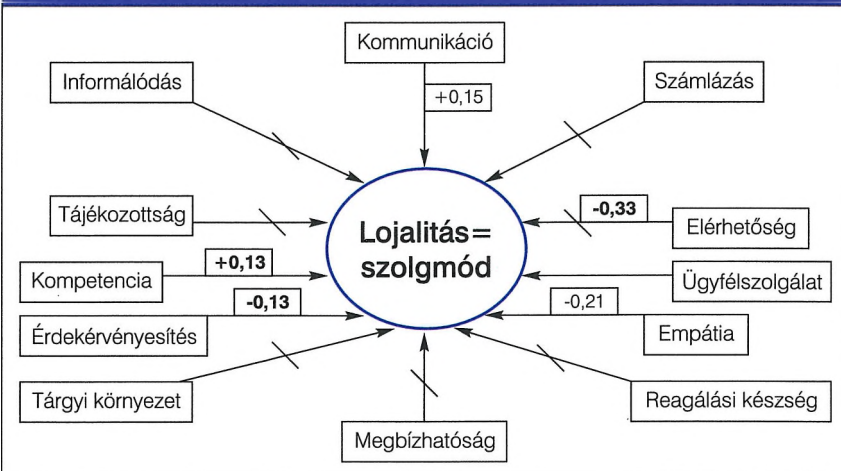 Kommunikáció
Informálódás
Számlázás
+0,15
Tájékozottság
-0,33
Elérhetőség
Lojalitás=
szolgmód
+0,13
Kompetencia
Ügyfélszolgálat
-0,13
-0,21
Érdekérvényesítés
Empátia
Tárgyi környezet
Reagálási készség
Megbízhatóság